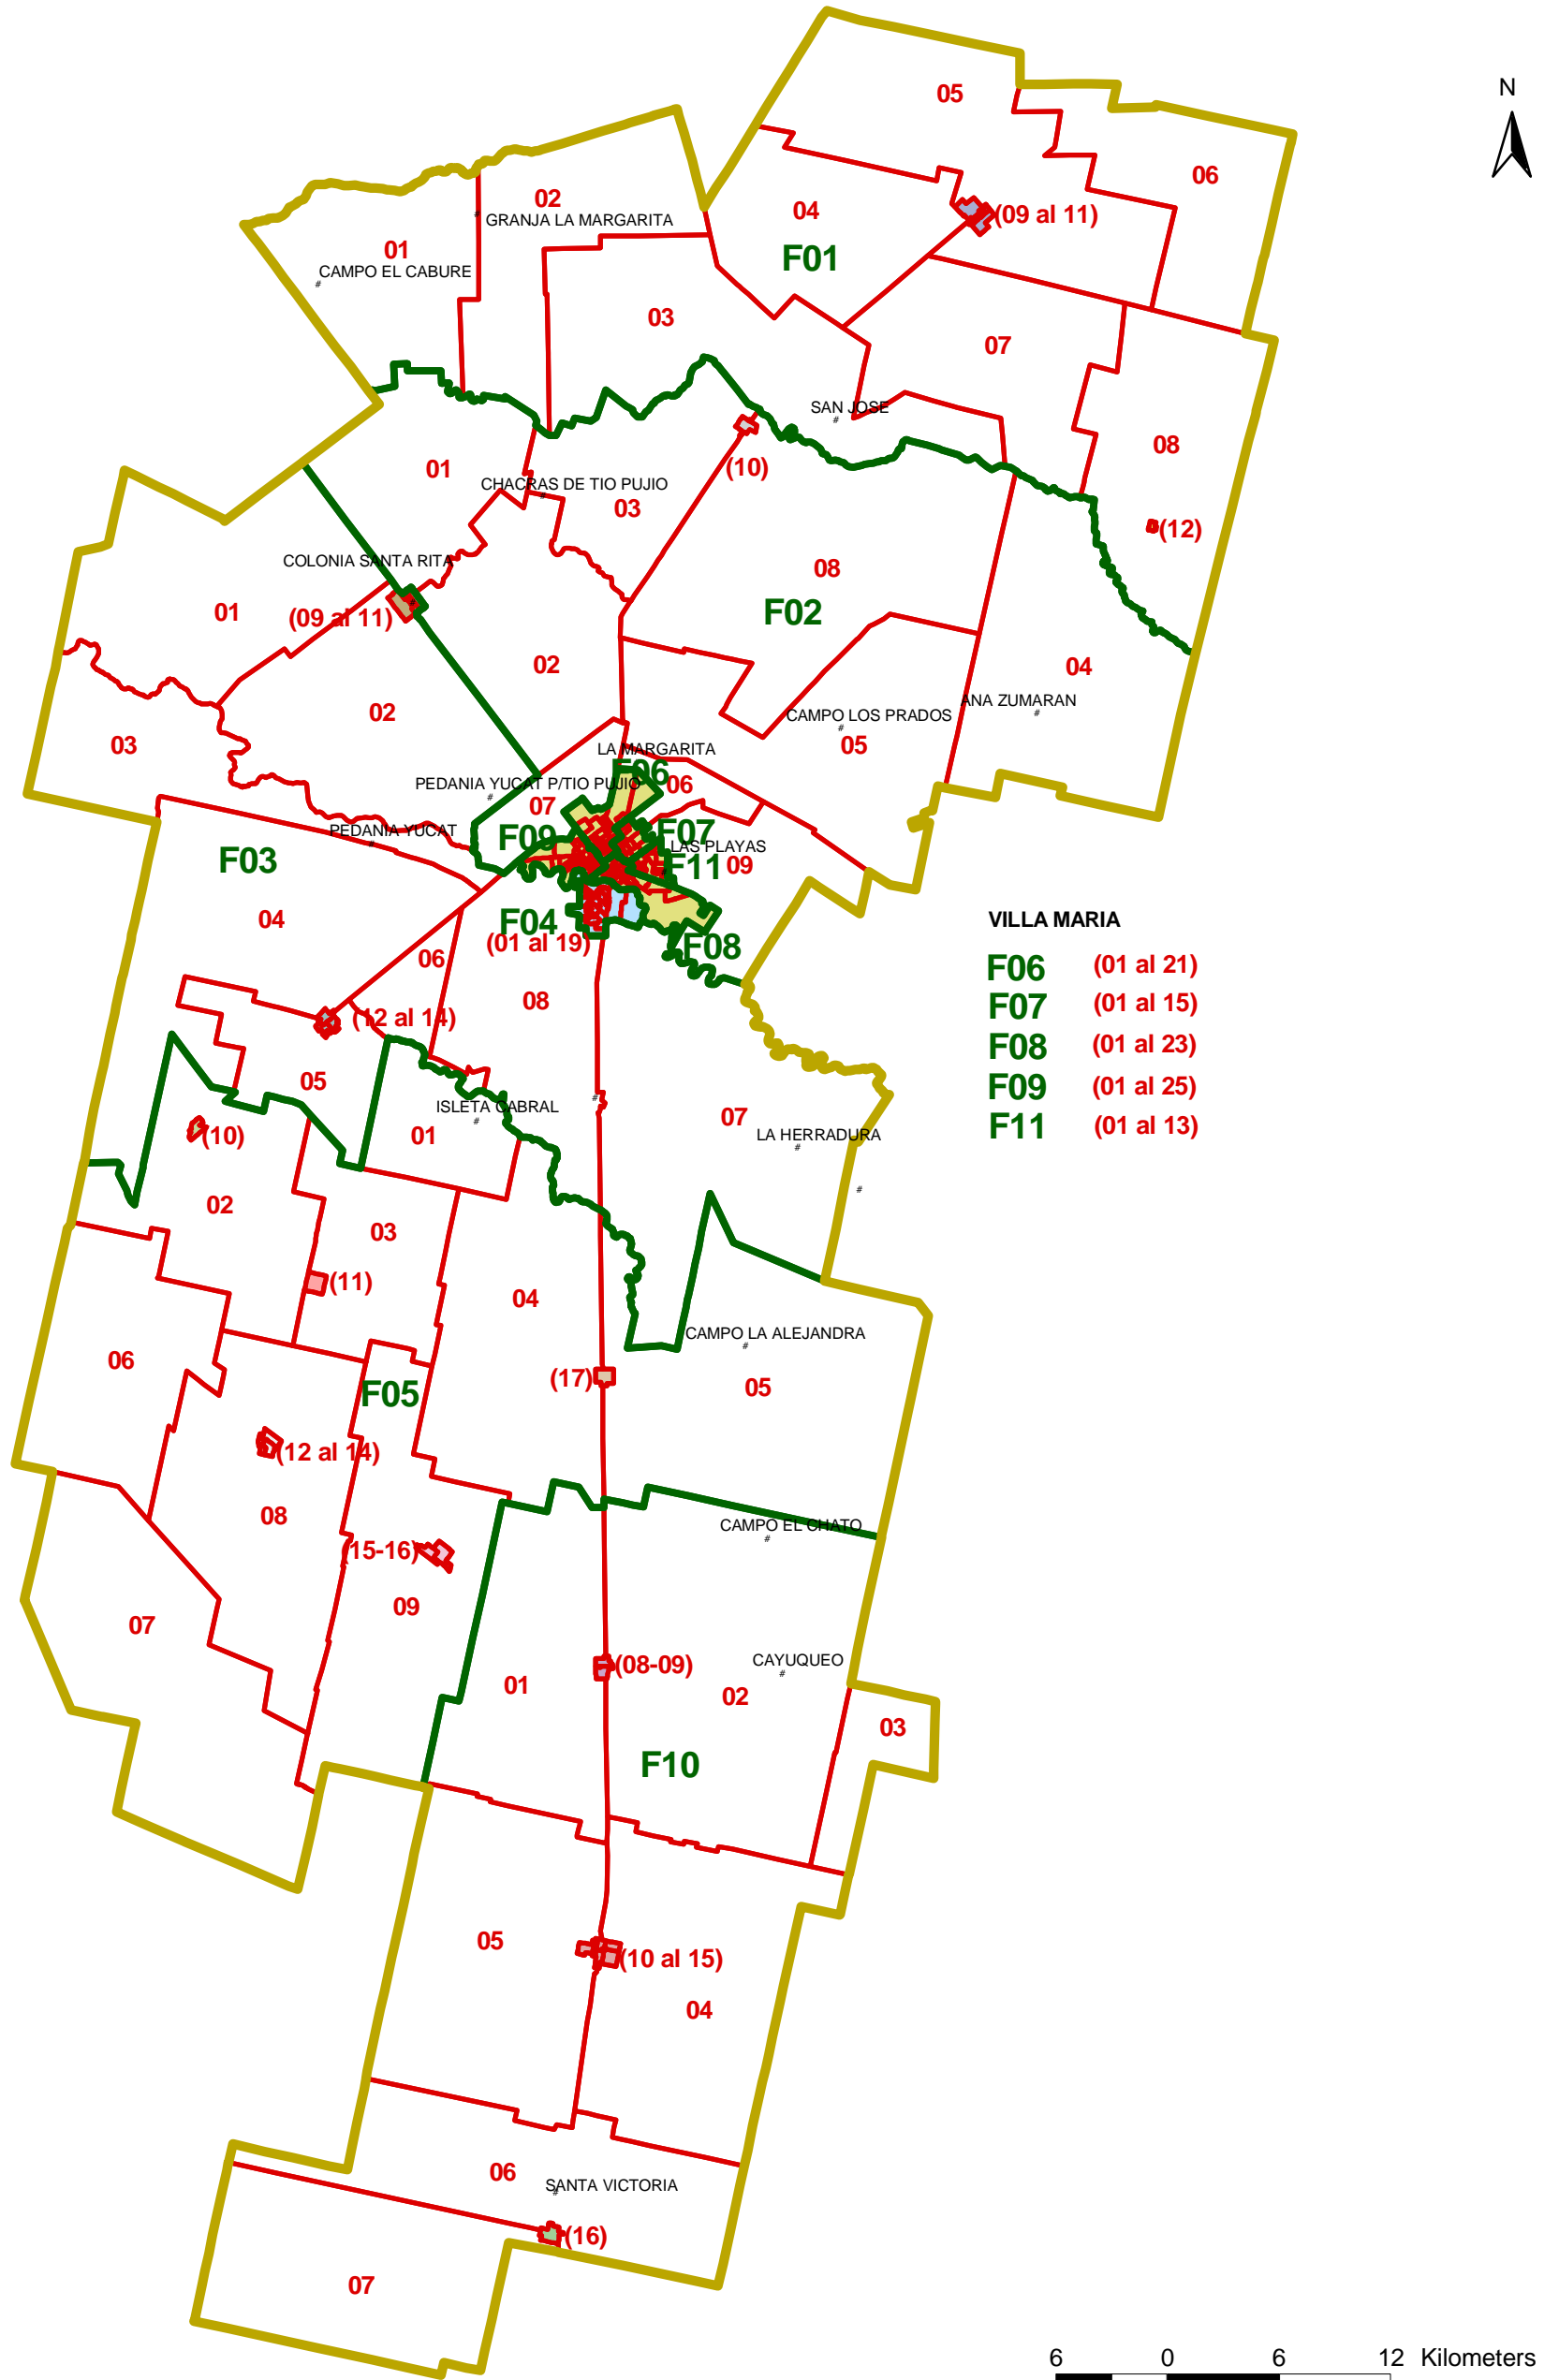 N
05
06
02
04
(09 al 11)
GRANJA LA MARGARITA
01
F01
CAMPO EL CABURE
03
07
SAN JOSE
08
01
(10)
CHACRAS DE TIO PUJIO
03
(12)
COLONIA SANTA RITA
08
01
(09 al 11)
F02
02
04
ANA ZUMARAN
02
CAMPO LOS PRADOS
03
05
LA MARGARITA
F06
06
PEDANIA YUCAT P/TIO PUJIO
07
PEDANIA YUCAT
F09
F07
LAS PLAYAS
F03
F11
09
04
F04
(01 al 19)
F08
06
08
(12 al 14)
VILLA MARIA
F06 (01 al 21)
F07 (01 al 15)
F08 (01 al 23)
F09 (01 al 25)
F11 (01 al 13)
05
ISLETA CABRAL
07
(10)
01
LA HERRADURA
02
03
(11)
04
CAMPO LA ALEJANDRA
06
(17)
05
F05
(12 al 14)
08
CAMPO EL CHATO
(15-16)
09
07
CAYUQUEO
(08-09)
01
02
03
F10
05
(10 al 15)
04
06
SANTA VICTORIA
(16)
07
6 0 6 12 Kilometers